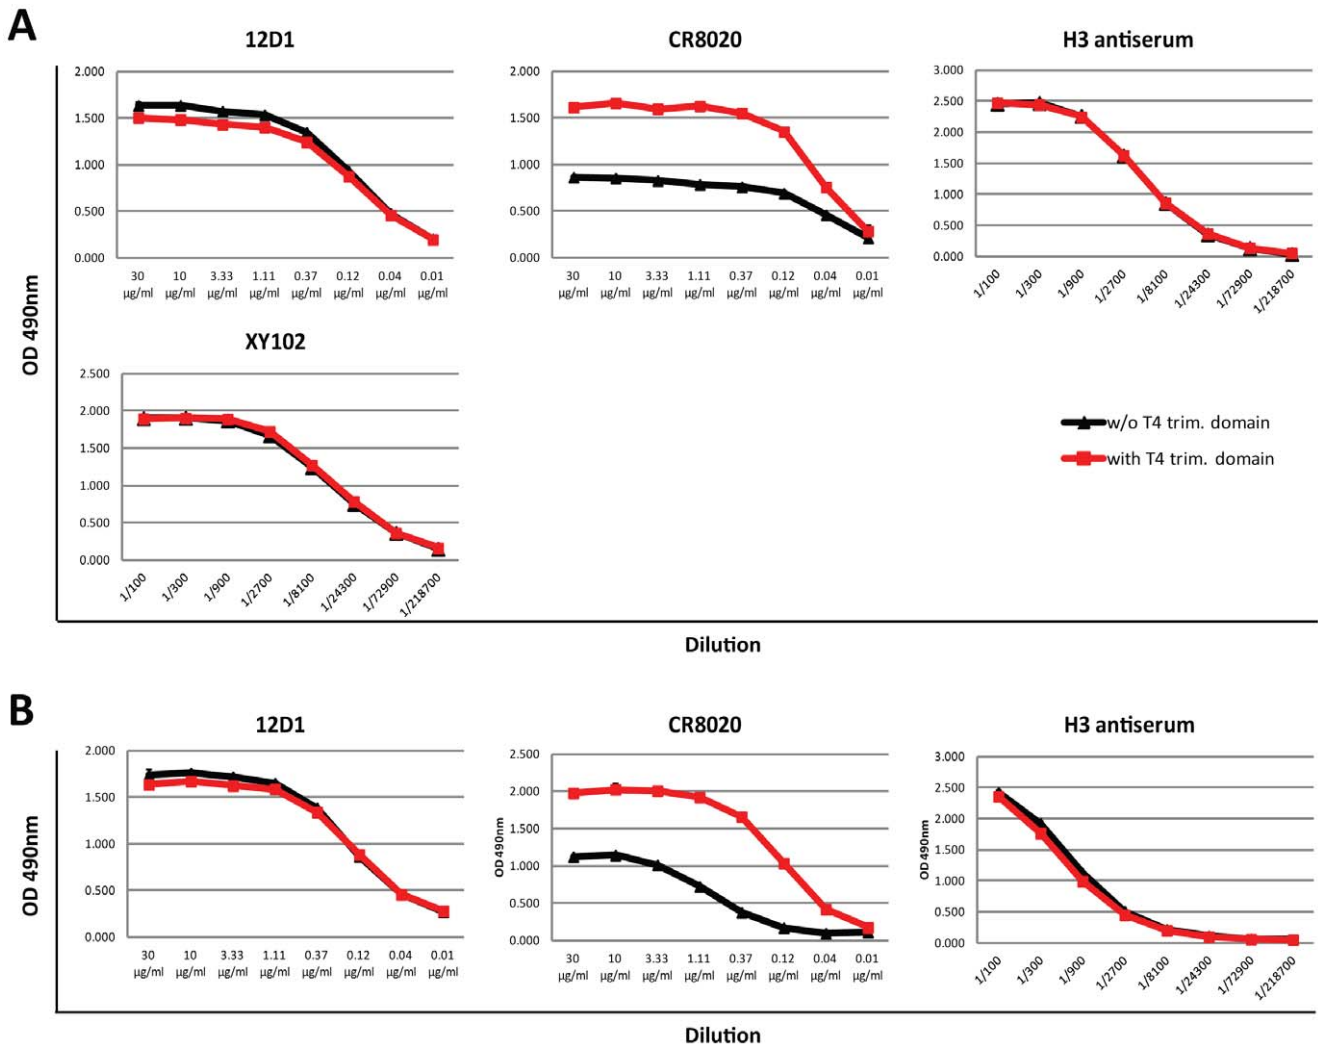 A
12D1
CR8020
H3 antiserum
2.000
1.500
1.000
0.500
0.000
30 10 3.33 1.11 0.37 0.12 0.04 0.01
µg/ml µg/ml µg/ml µg/ml µg/ml µg/ml µg/ml µg/ml
2.000
1.500
1.000
0.500
0.000
30 10 3.33 1.11 0.37 0.12 0.04 0.01
µg/ml µg/ml µg/ml µg/ml µg/ml µg/ml µg/ml µg/ml
3.000
2.500
2.000
1.500
1.000
0.500
0.000
1/100 1/300 1/900 1/2700 1/8100 1/24300 1/72900 1/218700
OD 490nm
XY102
2.500
2.000
1.500
1.000
0.500
0.000
1/100 1/300 1/900 1/2700 1/8100 1/24300 1/72900 1/218700
w/o T4 trim. domain
with T4 trim. domain
Dilution
B
12D1
CR8020
H3 antiserum
OD 490nm
2.000
1.500
1.000
0.500
0.000
30 10 3.33 1.11 0.37 0.12 0.04 0.01
µg/ml µg/ml µg/ml µg/ml µg/ml µg/ml µg/ml µg/ml
OD 490nm
2.500
2.000
1.500
1.000
0.500
0.000
30 10 3.33 1.11 0.37 0.12 0.04 0.01
µg/ml µg/ml µg/ml µg/ml µg/ml µg/ml µg/ml µg/ml
OD 490nm
3.000
2.500
2.000
1.500
1.000
0.500
0.000
1/100 1/300 1/900 1/2700 1/8100 1/24300 1/72900 1/218700
Dilution